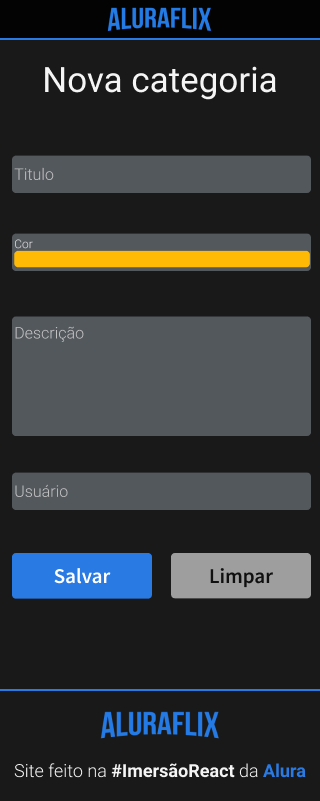 ALURAFLIX
Nova categoria
Titulo
Cor
Descrição
Usuário
Salvar
Limpar
ALURAFLIX
Site feito na #ImersãoReact da Alura